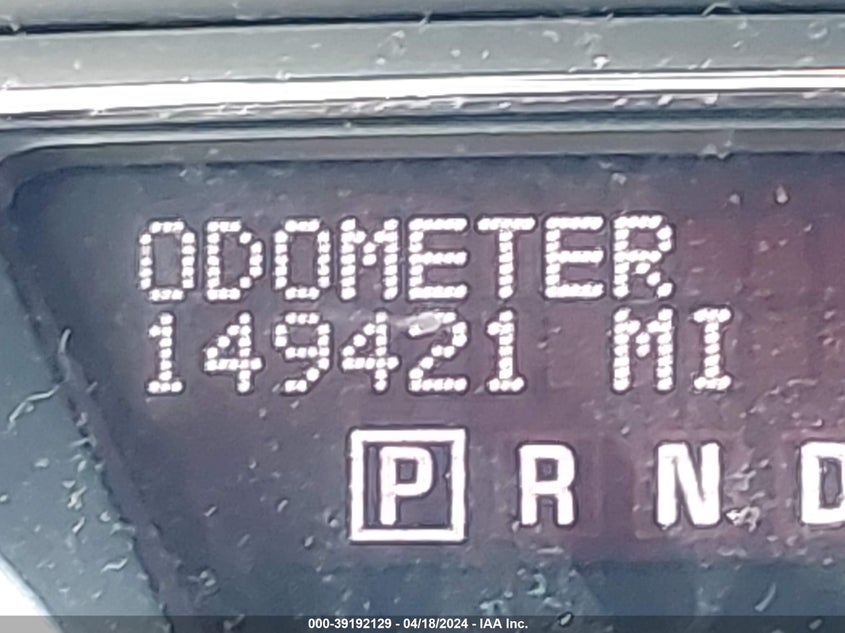 ODOMETER
149421 MI
P R N D
000-39192129 - 04/18/2024 - IAA Inc.